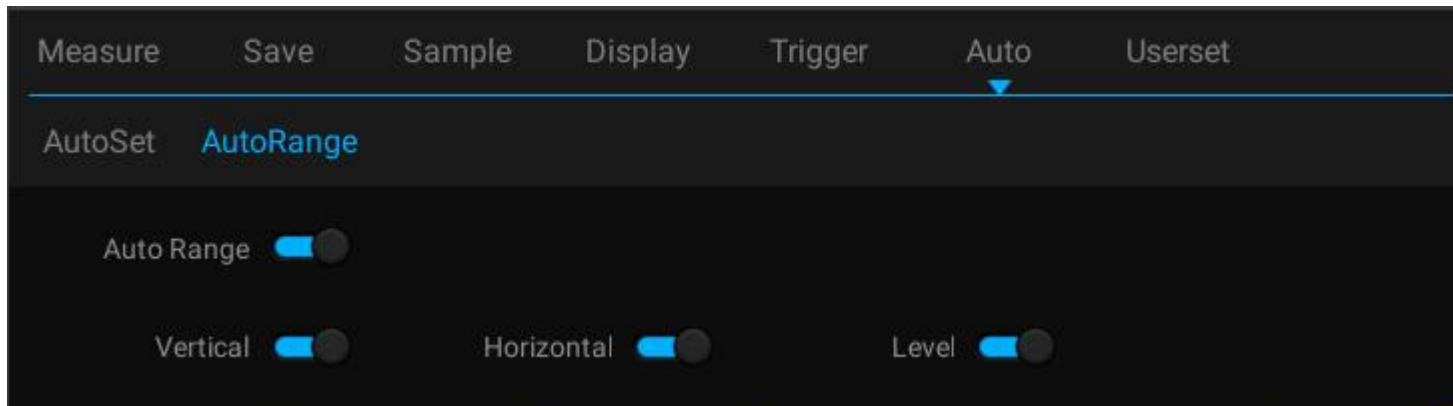 Measure Save Sample Display Trigger Auto Userset
AutoSet AutoRange
Auto Range
Vertical Horizontal Level